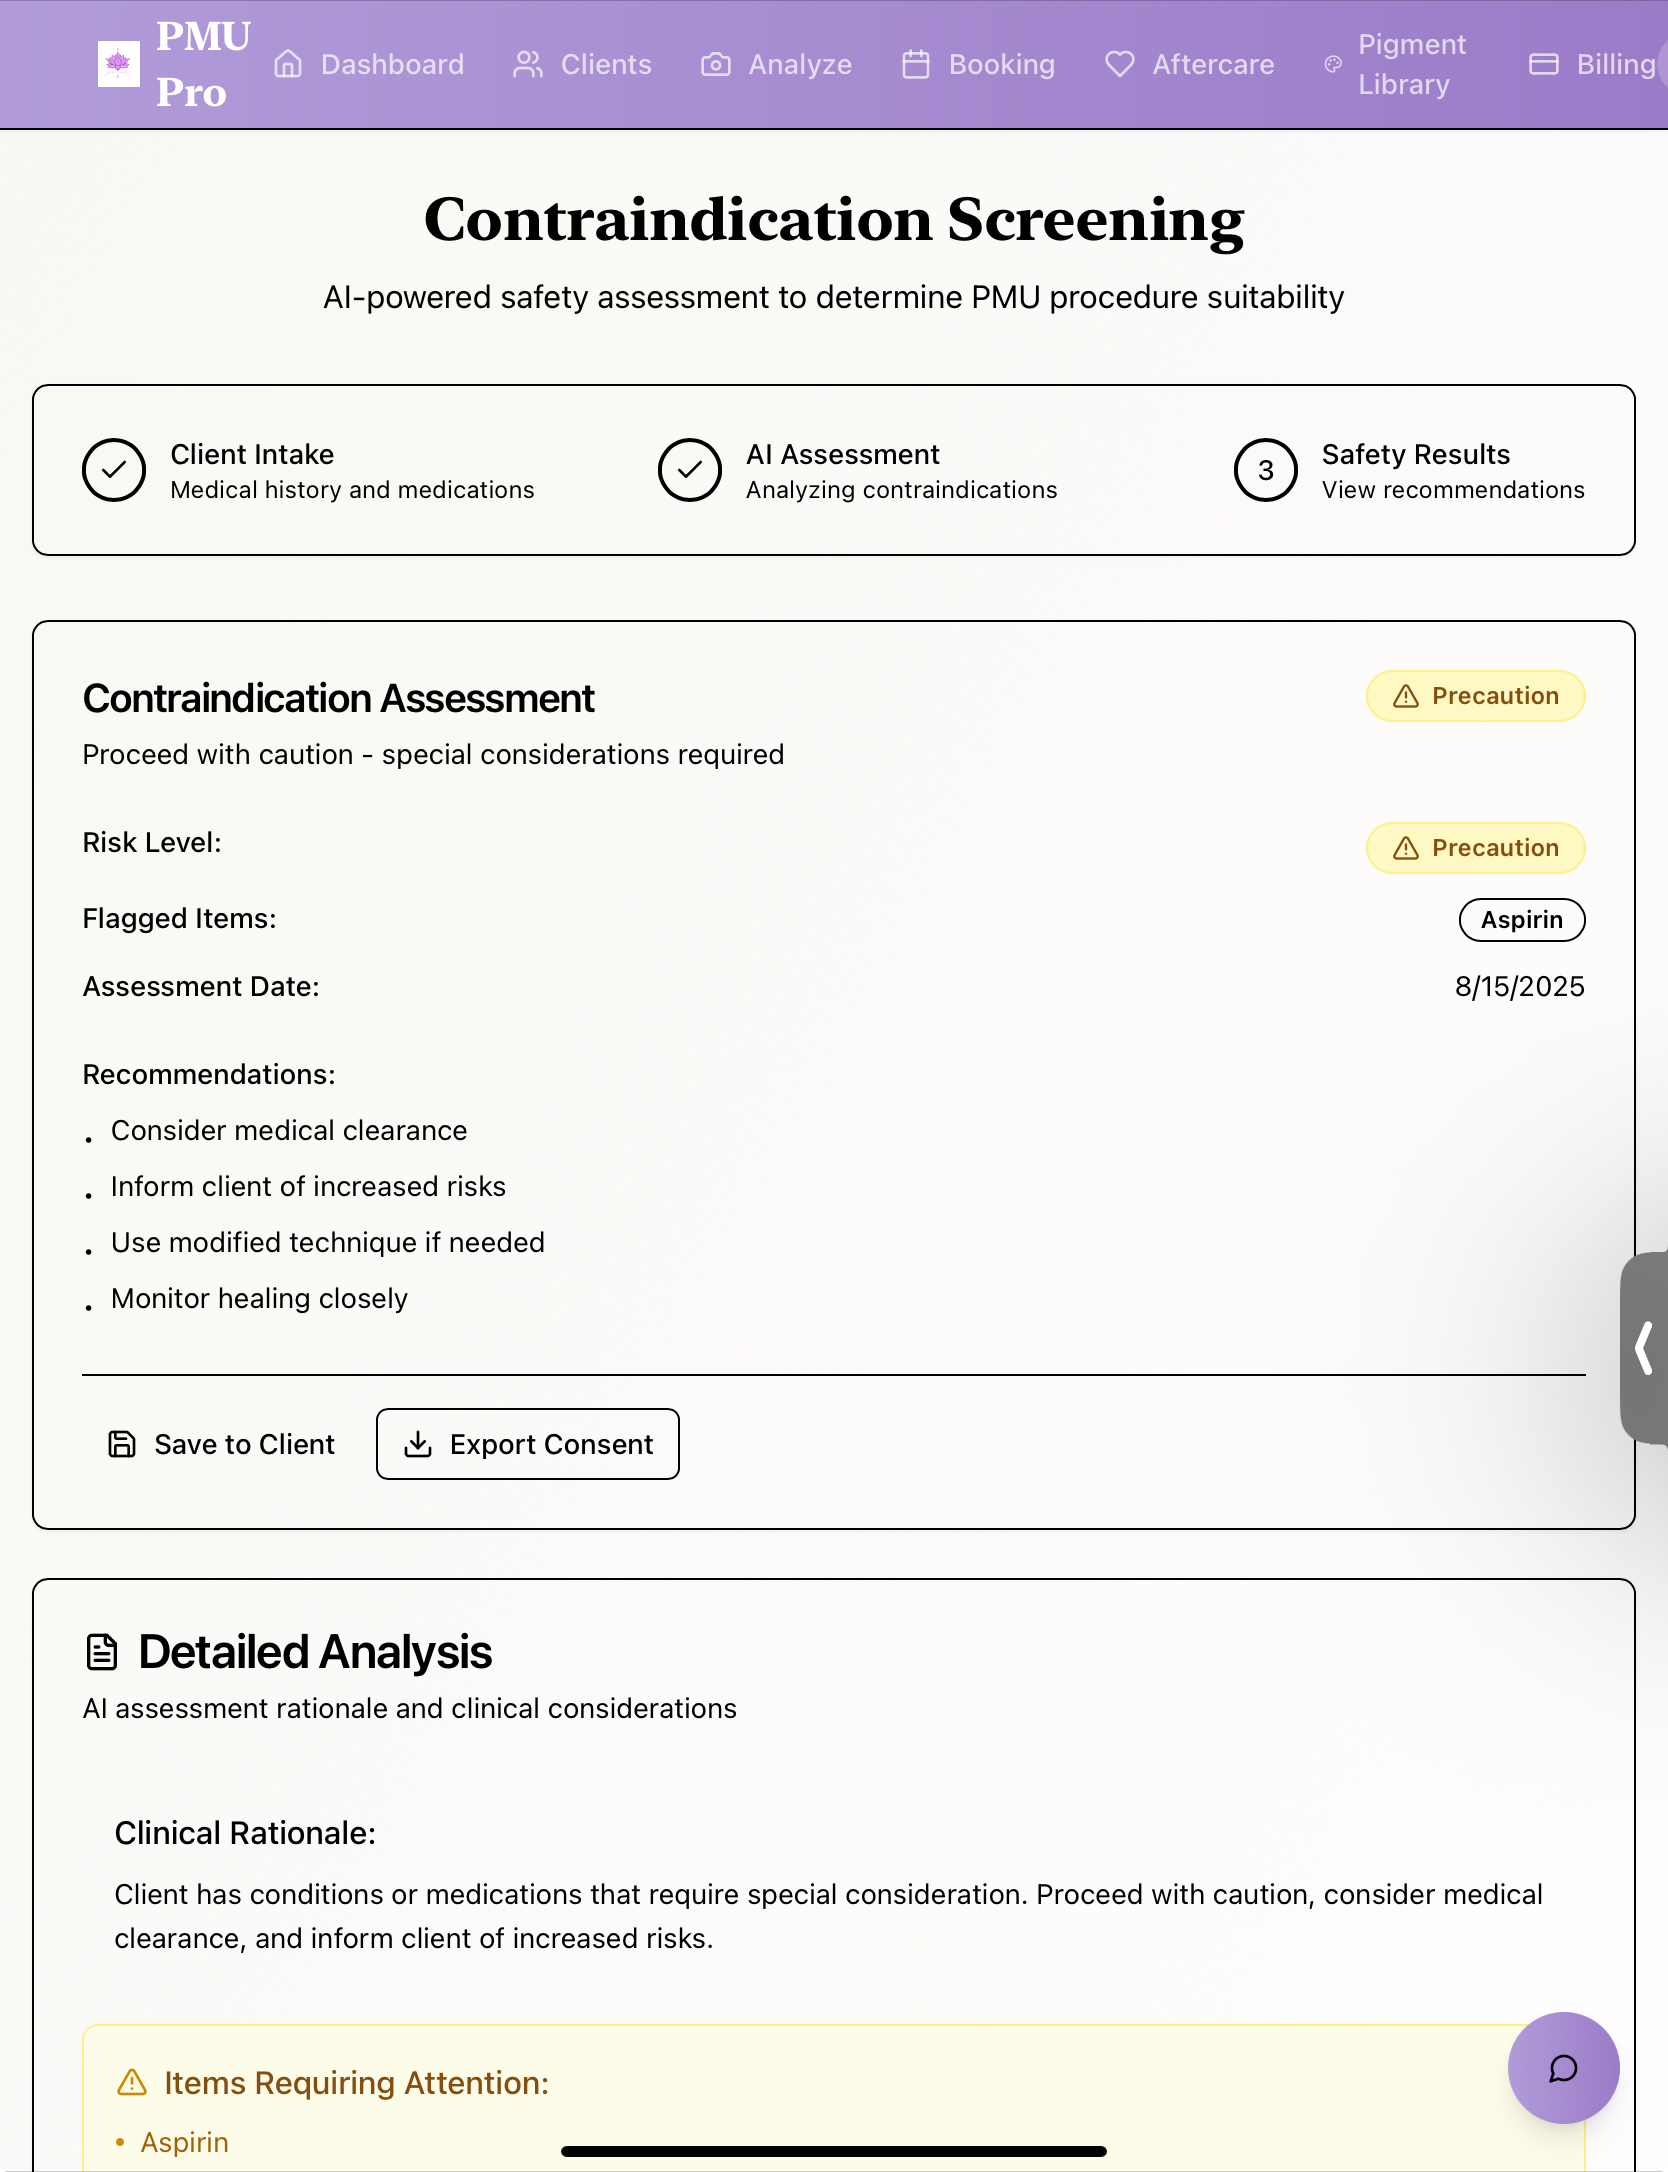 PMU
Pro
Dashboard
Clients
Analyze
Booking
Aftercare
Pigment
Library
Billing
Contraindication Screening
AI-powered safety assessment to determine PMU procedure suitability
Client Intake
Medical history and medications
AI Assessment
Analyzing contraindications
3
Safety Results
View recommendations
Contraindication Assessment
Precaution
Proceed with caution - special considerations required
Risk Level:
Precaution
Flagged Items:
Aspirin
Assessment Date:
8/15/2025
Recommendations:
• Consider medical clearance
• Inform client of increased risks
• Use modified technique if needed
• Monitor healing closely
Save to Client
Export Consent
Detailed Analysis
AI assessment rationale and clinical considerations
Clinical Rationale:
Client has conditions or medications that require special consideration. Proceed with caution, consider medical
clearance, and inform client of increased risks.
Items Requiring Attention:
• Aspirin